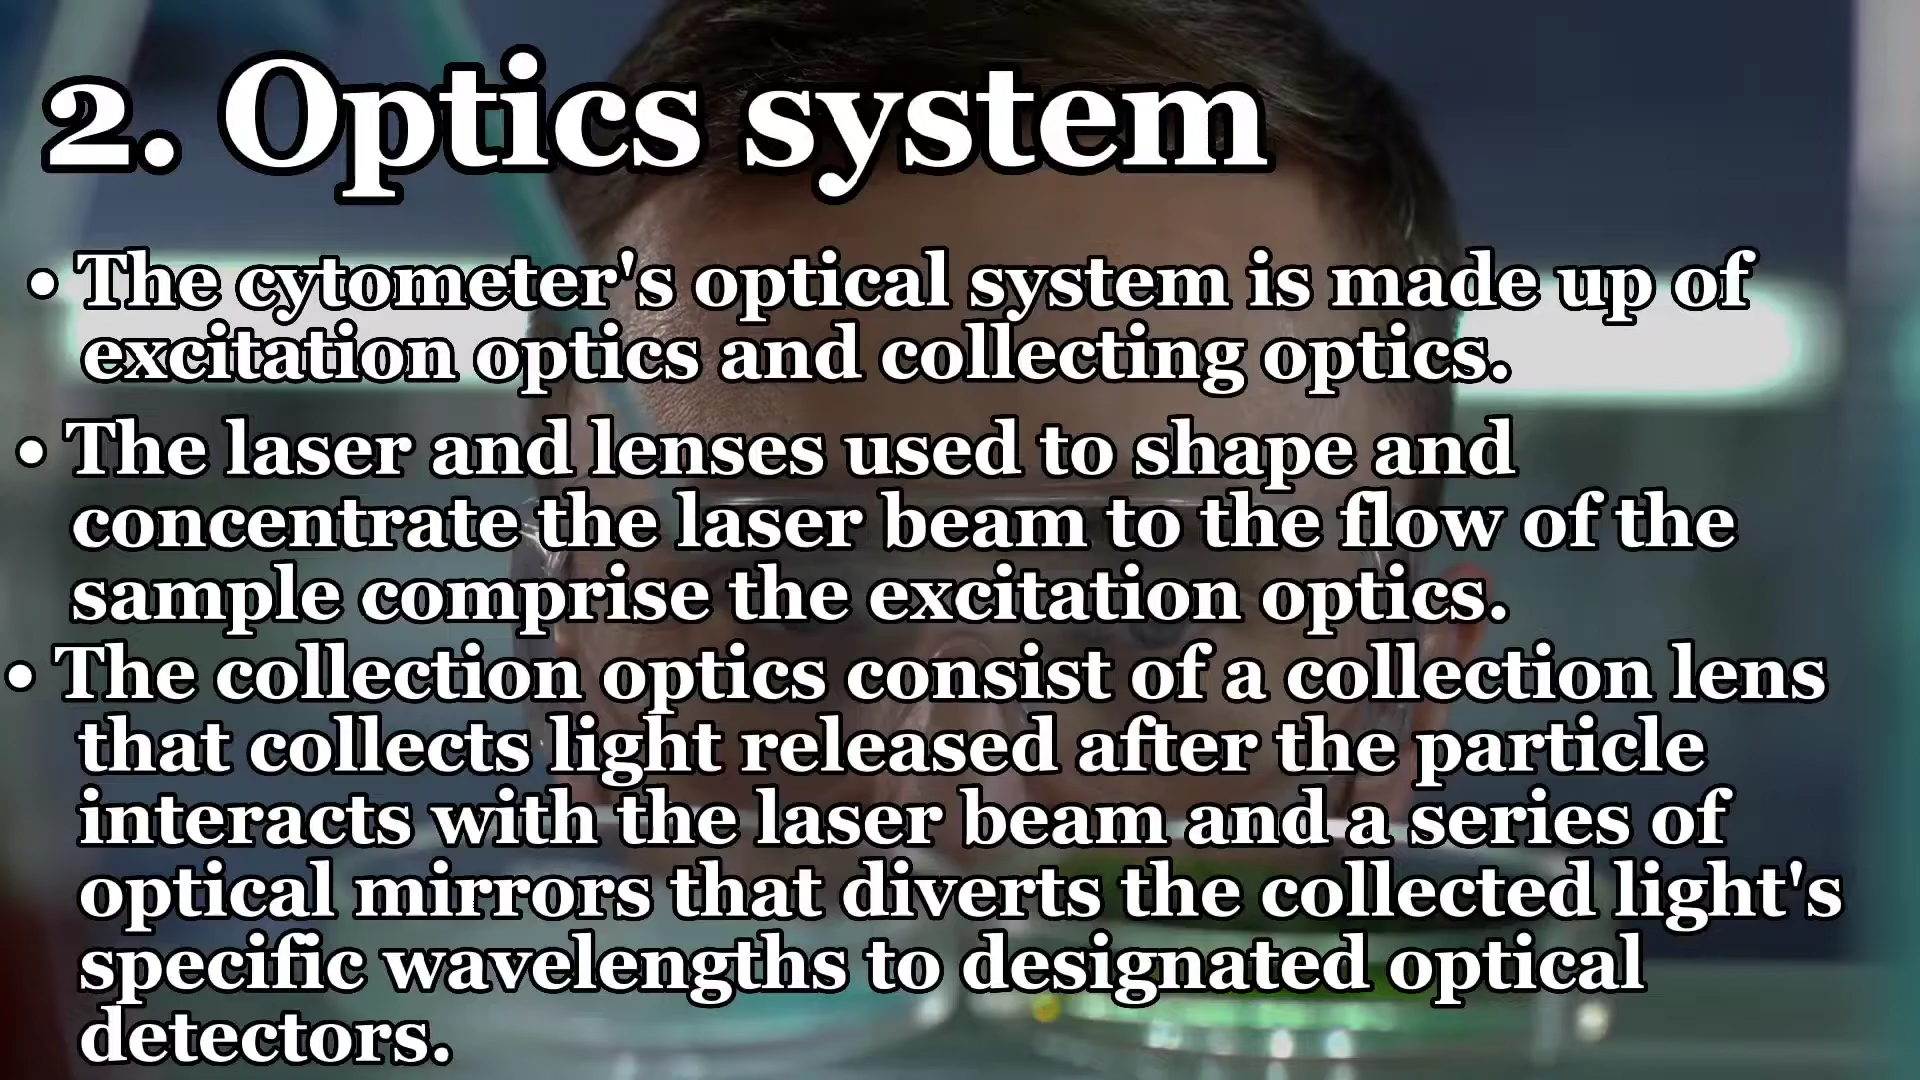 2. Optics system
• The cytometer's optical system is made up of
excitation optics and collecting optics.
• The laser and lenses used to shape and
concentrate the laser beam to the flow of the
sample comprise the excitation optics.
• The collection optics consist of a collection lens
that collects light released after the particle
interacts with the laser beam and a series of
optical mirrors that diverts the collected light's
specific wavelengths to designated optical
detectors.